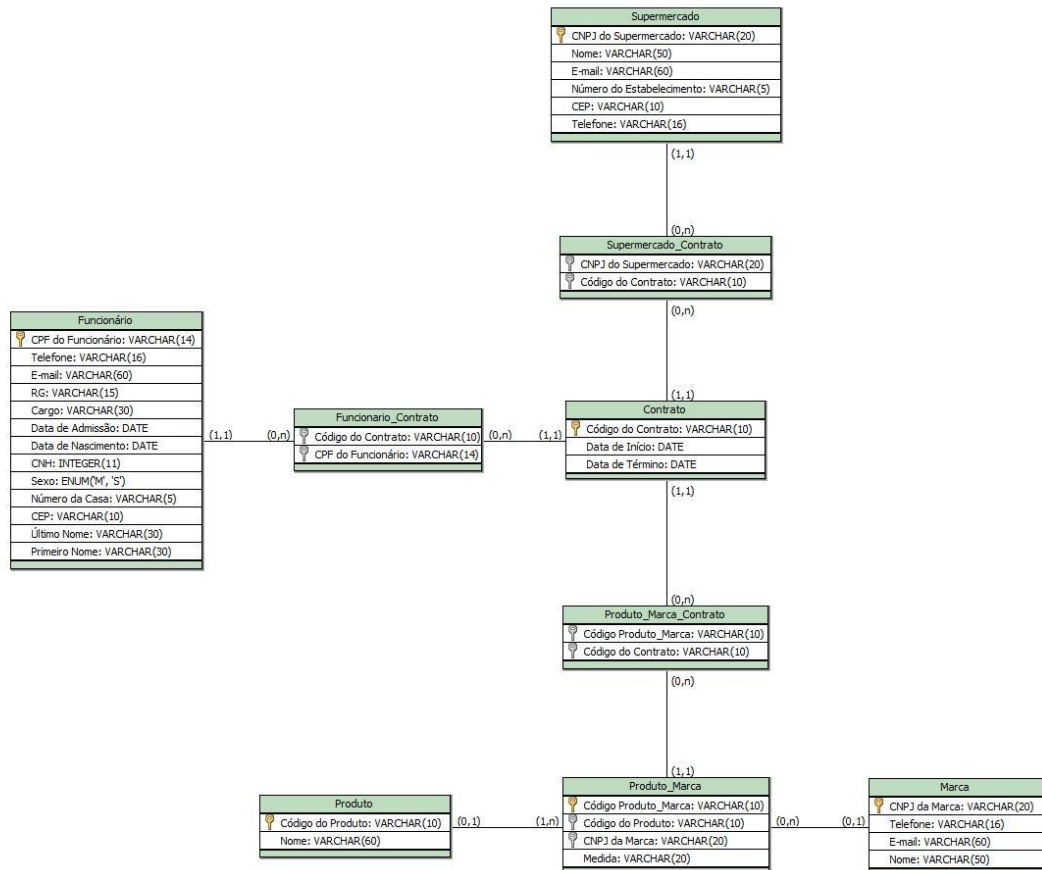 Supermercado
CNPJ do Supermercado: VARCHAR(20)
Nome: VARCHAR(50)
E-mail: VARCHAR(60)
Número do Estabelecimento: VARCHAR(5)
CEP: VARCHAR(10)
Telefone: VARCHAR(16)
(1,1)
(0,n)
Supermercado_Contrato
CNPJ do Supermercado: VARCHAR(20)
Código do Contrato: VARCHAR(10)
(0,n)
(1,1)
Funcionário
CPF do Funcionário: VARCHAR(14)
Telefone: VARCHAR(16)
E-mail: VARCHAR(60)
RG: VARCHAR(15)
Cargo: VARCHAR(30)
Data de Admissão: DATE
Data de Nascimento: DATE
CNH: INTEGER(11)
Sexo: ENUM('M', 'S')
Número da Casa: VARCHAR(5)
CEP: VARCHAR(10)
Último Nome: VARCHAR(30)
Primeiro Nome: VARCHAR(30)
(1,1)
(0,n)
Funcionario_Contrato
Código do Contrato: VARCHAR(10)
CPF do Funcionário: VARCHAR(14)
(0,n)
(1,1)
Contrato
Código do Contrato: VARCHAR(10)
Data de Início: DATE
Data de Término: DATE
(1,1)
(0,n)
Produto_Marca_Contrato
Código Produto_Marca: VARCHAR(10)
Código do Contrato: VARCHAR(10)
(0,n)
(1,1)
Produto
Código do Produto: VARCHAR(10)
Nome: VARCHAR(60)
(0,1)
(1,n)
Produto_Marca
Código Produto_Marca: VARCHAR(10)
Código do Produto: VARCHAR(10)
CNPJ da Marca: VARCHAR(20)
Medida: VARCHAR(20)
(0,n)
(0,1)
Marca
CNPJ da Marca: VARCHAR(20)
Telefone: VARCHAR(16)
E-mail: VARCHAR(60)
Nome: VARCHAR(50)